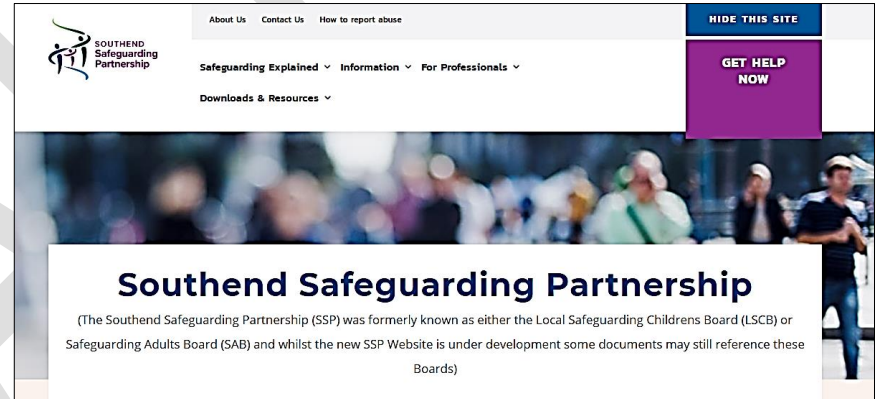 About Us Contact Us How to report abuse
HIDE THIS SITE
SOUTHEND
Safeguarding
Partnership
Safeguarding Explained Information For Professionals
GET HELP
NOW
Downloads & Resources
Southend Safeguarding Partnership
(The Southend Safeguarding Partnership (SSP) was formerly known as either the Local Safeguarding Childrens Board (LSCB) or
Safeguarding Adults Board (SAB) and whilst the new SSP Website is under development some documents may still reference these
Boards)